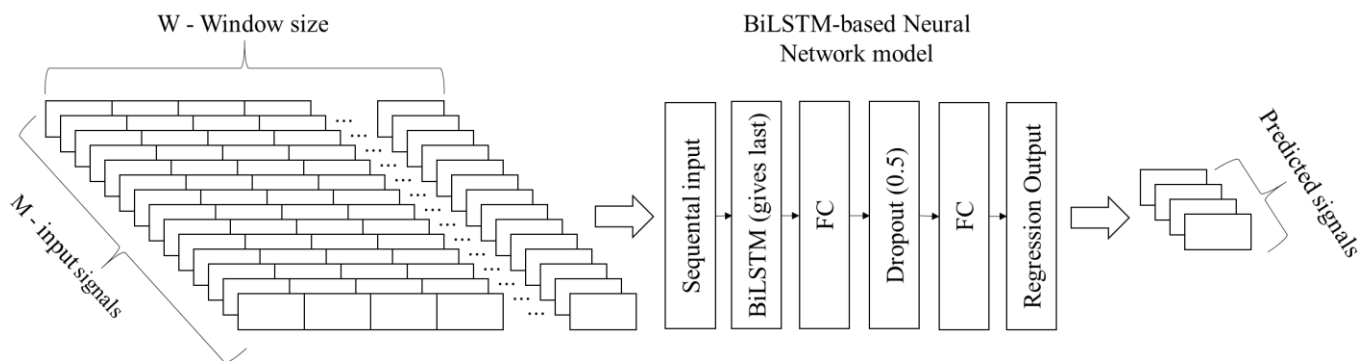 W - Window size
BiLSTM-based Neural
Network model
M - input signals
...
...
...
...
...
...
...
...
...
...
...
...
...
...
Sequental input
BiLSTM (gives last)
FC
Dropout (0.5)
FC
Regression Output
Predicted signals